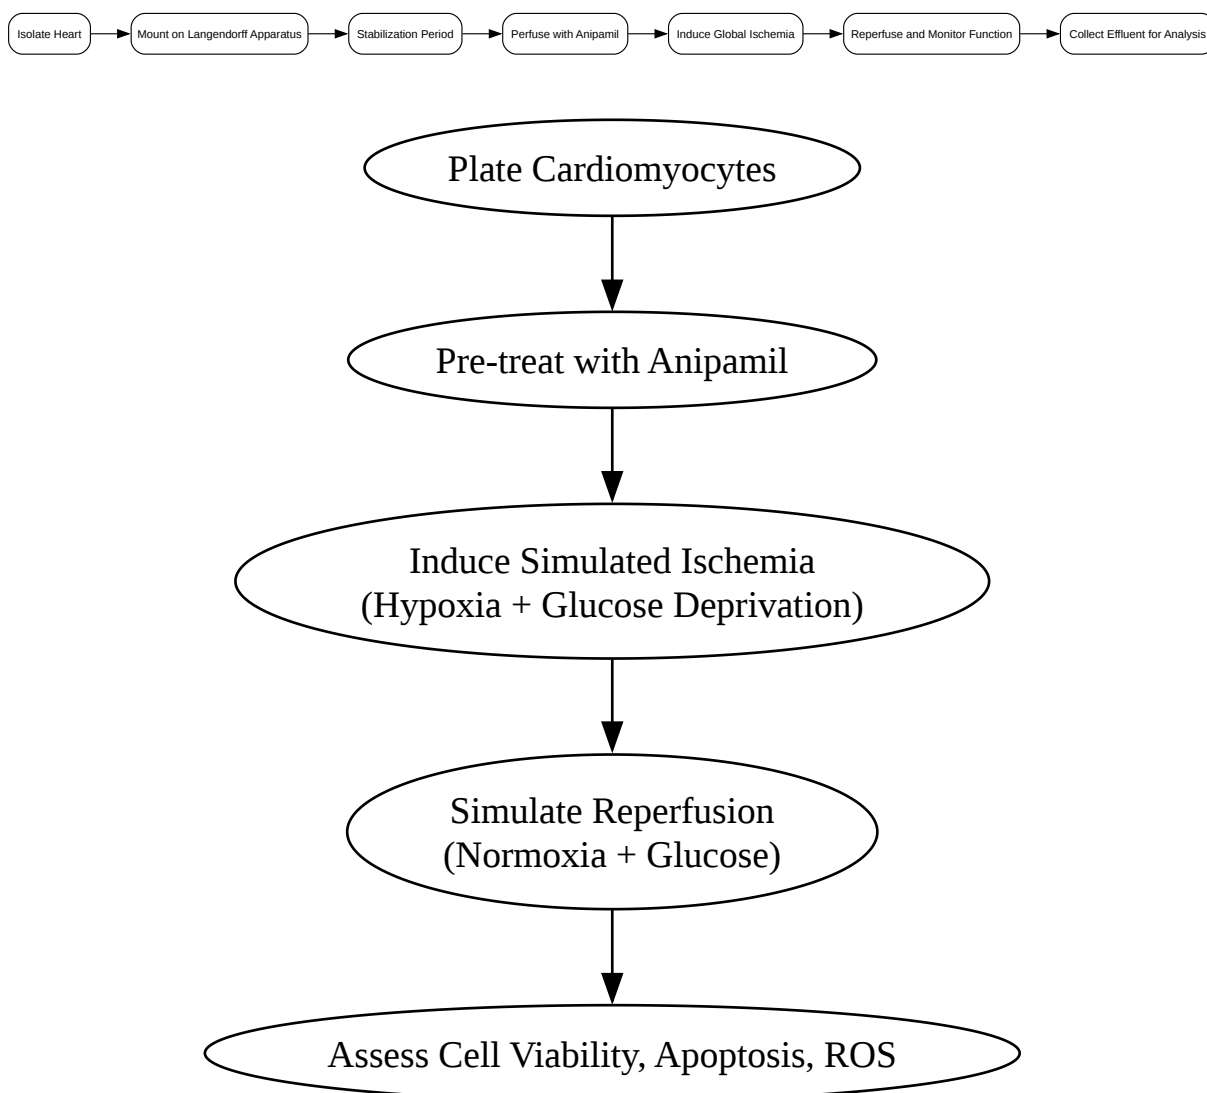 Isolate Heart
Mount on Langendorff Apparatus
Stabilization Period
Perfuse with Anipamil
Induce Global Ischemia
Reperfuse and Monitor Function
Collect Effluent for Analysis
Plate Cardiomyocytes
Pre-treat with Anipamil
Induce Simulated Ischemia
(Hypoxia + Glucose Deprivation)
Simulate Reperfusion
(Normoxia + Glucose)
Assess Cell Viability, Apoptosis, ROS